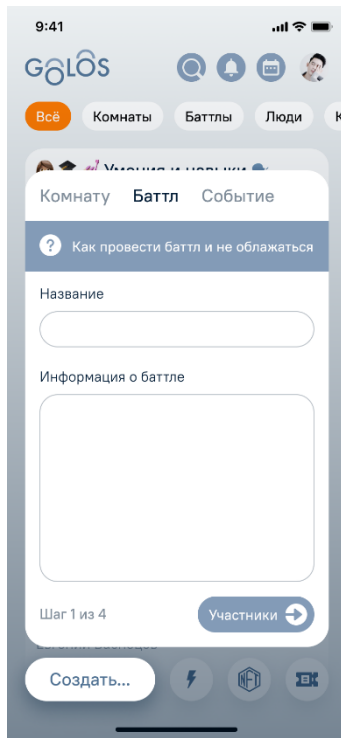 9:41
GOLOS
Всё Комнаты Баттлы Люди К
Умения и навыки
Комнату Баттл Событие
? Как провести баттл и не облажаться
Название
Информация о баттле
Шаг 1 из 4 Участники
Создать... NFT